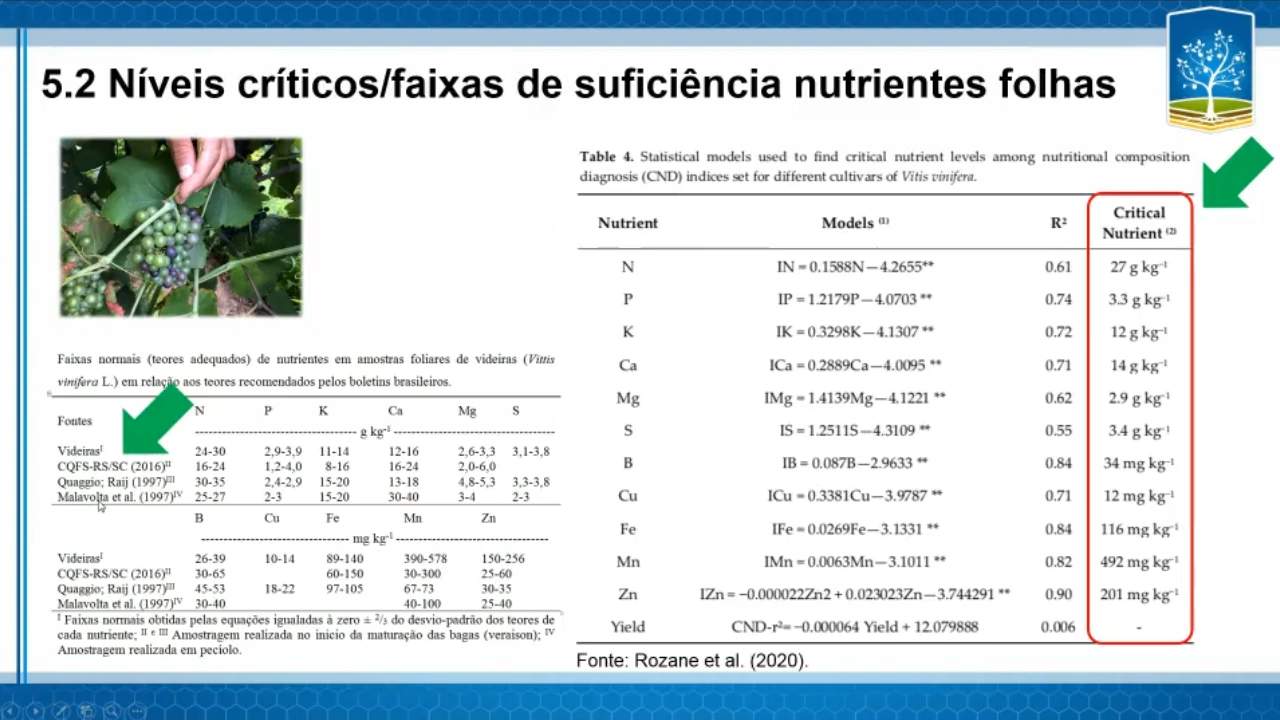 5.2 Níveis críticos/faixas de suficiência nutrientes folhas
Faixas normais (teores adequados) de nutrientes em amostras foliares de videiras (Vittis
vinifera L.) em relação aos teores recomendados pelos boletins brasileiros.
Fontes N P K Ca Mg S
g kg⁻¹
Videirasᴵ 24-30 2,9-3,9 11-14 12-16 2,6-3,3 3,1-3,8
CQFS-RS/SC (2016)ᴵᴵ 16-24 1,2-4,0 8-16 16-24 2,0-6,0
Quaggio; Raij (1997)ᴵᴵᴵ 30-35 2,4-2,9 15-20 13-18 4,8-5,3 3,3-3,8
Malavolta et al. (1997)ᴵⱽ 25-27 2-3 15-20 30-40 3-4 2-3
B Cu Fe Mn Zn
mg kg⁻¹
Videirasᴵ 26-39 10-14 89-140 390-578 150-256
CQFS-RS/SC (2016)ᴵᴵ 30-65 60-150 30-300 25-60
Quaggio; Raij (1997)ᴵᴵᴵ 45-53 18-22 97-105 67-73 30-35
Malavolta et al. (1997)ᴵⱽ 30-40 40-100 25-40
ᴵ Faixas normais obtidas pelas equações igualadas à zero ± ²/₃ do desvio-padrão dos teores de
cada nutriente; ᴵᴵ ᵉ ᴵᴵᴵ Amostragem realizada no inicio da maturação das bagas (veraison); ᴵⱽ
Amostragem realizada em pecíolo.
Table 4. Statistical models used to find critical nutrient levels among nutritional composition
diagnosis (CND) indices set for different cultivars of Vitis vinifera.
Nutrient Models ⁽¹⁾ R² Critical
Nutrient ⁽²⁾
N IN = 0.1588N—4.2655** 0.61 27 g kg⁻¹
P IP = 1.2179P—4.0703 ** 0.74 3.3 g kg⁻¹
K IK = 0.3298K—4.1307 ** 0.72 12 g kg⁻¹
Ca ICa = 0.2889Ca—4.0095 ** 0.71 14 g kg⁻¹
Mg IMg = 1.4139Mg—4.1221 ** 0.62 2.9 g kg⁻¹
S IS = 1.2511S—4.3109 ** 0.55 3.4 g kg⁻¹
B IB = 0.087B—2.9633 ** 0.84 34 mg kg⁻¹
Cu ICu = 0.3381Cu—3.9787 ** 0.71 12 mg kg⁻¹
Fe IFe = 0.0269Fe—3.1331 ** 0.84 116 mg kg⁻¹
Mn IMn = 0.0063Mn—3.1011 ** 0.82 492 mg kg⁻¹
Zn IZn = −0.000022Zn2 + 0.023023Zn—3.744291 ** 0.90 201 mg kg⁻¹
Yield CND-r²= −0.000064 Yield + 12.079888 0.006 -
Fonte: Rozane et al. (2020).